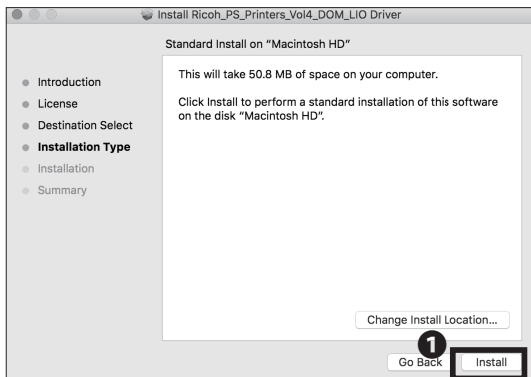 Install Ricoh_PS_Printers_Vol4_DOM_LIO Driver
Standard Install on “Macintosh HD”
Introduction
License
Destination Select
Installation Type
Installation
Summary
This will take 50.8 MB of space on your computer.
Click Install to perform a standard installation of this software
on the disk “Macintosh HD”.
Change Install Location...
1
Go Back
Install